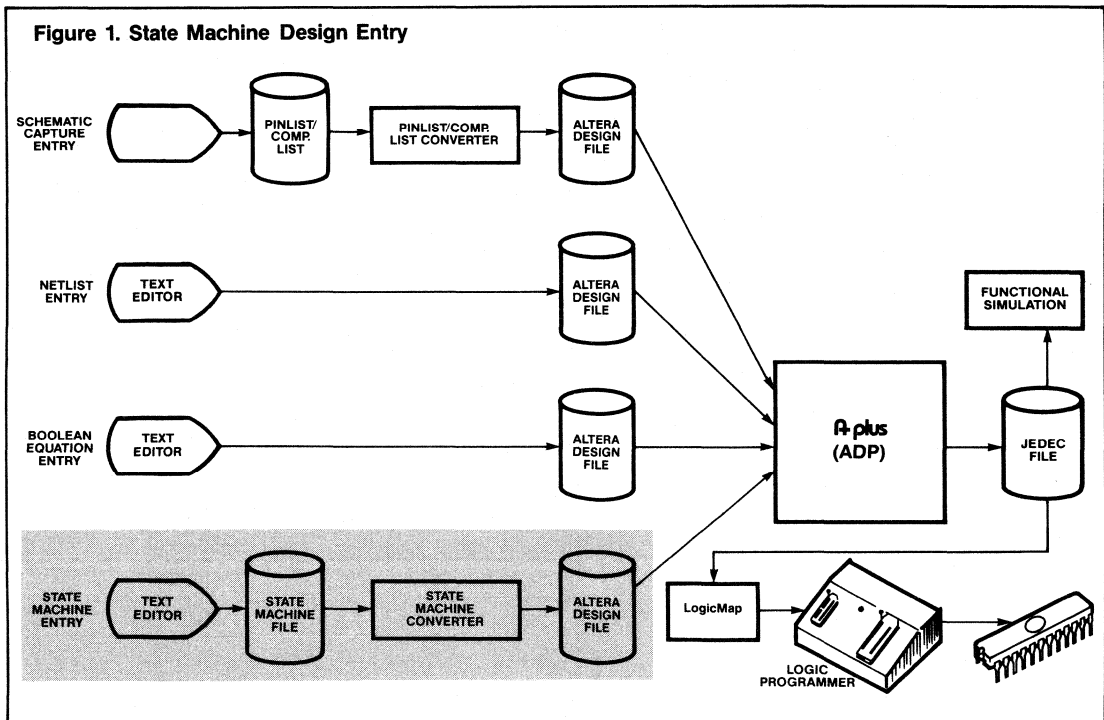 Figure 1. State Machine Design Entry
SCHEMATIC
CAPTURE
ENTRY
PINLIST/
COMP.
LIST
PINLIST/COMP.
LIST CONVERTER
ALTERA
DESIGN
FILE
NETLIST
ENTRY
TEXT
EDITOR
ALTERA
DESIGN
FILE
FUNCTIONAL
SIMULATION
BOOLEAN
EQUATION
ENTRY
TEXT
EDITOR
ALTERA
DESIGN
FILE
A+plus
(ADP)
JEDEC
FILE
STATE
MACHINE
ENTRY
TEXT
EDITOR
STATE
MACHINE
FILE
STATE
MACHINE
CONVERTER
ALTERA
DESIGN
FILE
LogicMap
LOGIC
PROGRAMMER